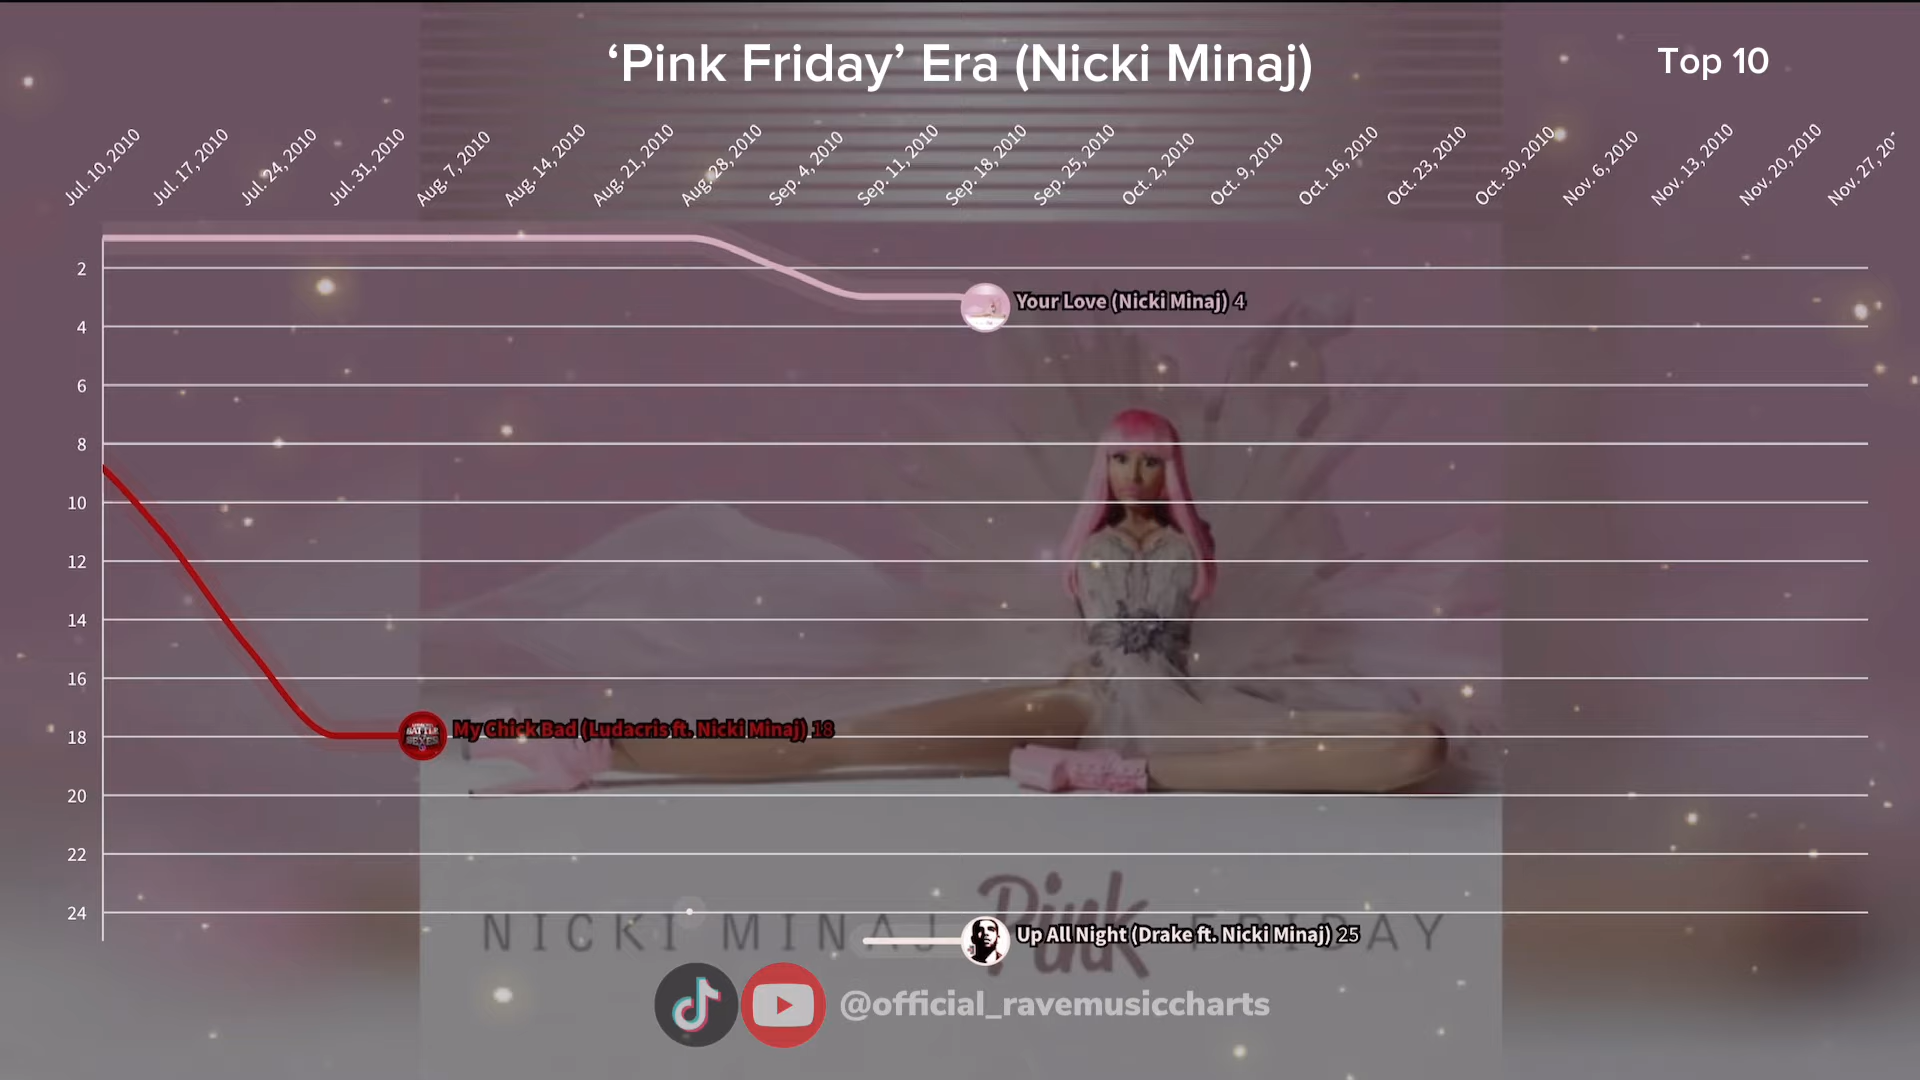 ‘Pink Friday’ Era (Nicki Minaj)
Top 10
Jul. 10, 2010
Jul. 17, 2010
Jul. 24, 2010
Jul. 31, 2010
Aug. 7, 2010
Aug. 14, 2010
Aug. 21, 2010
Aug. 28, 2010
Sep. 4, 2010
Sep. 11, 2010
Sep. 18, 2010
Sep. 25, 2010
Oct. 2, 2010
Oct. 9, 2010
Oct. 16, 2010
Oct. 23, 2010
Oct. 30, 2010
Nov. 6, 2010
Nov. 13, 2010
Nov. 20, 2010
Nov. 27, 20
2
Your Love (Nicki Minaj) 4
4
6
8
10
12
14
16
My Chick Bad (Ludacris ft. Nicki Minaj) 18
18
20
22
24
NICKI MINAJ Pink FRIDAY
Up All Night (Drake ft. Nicki Minaj) 25
@official_ravemusiccharts